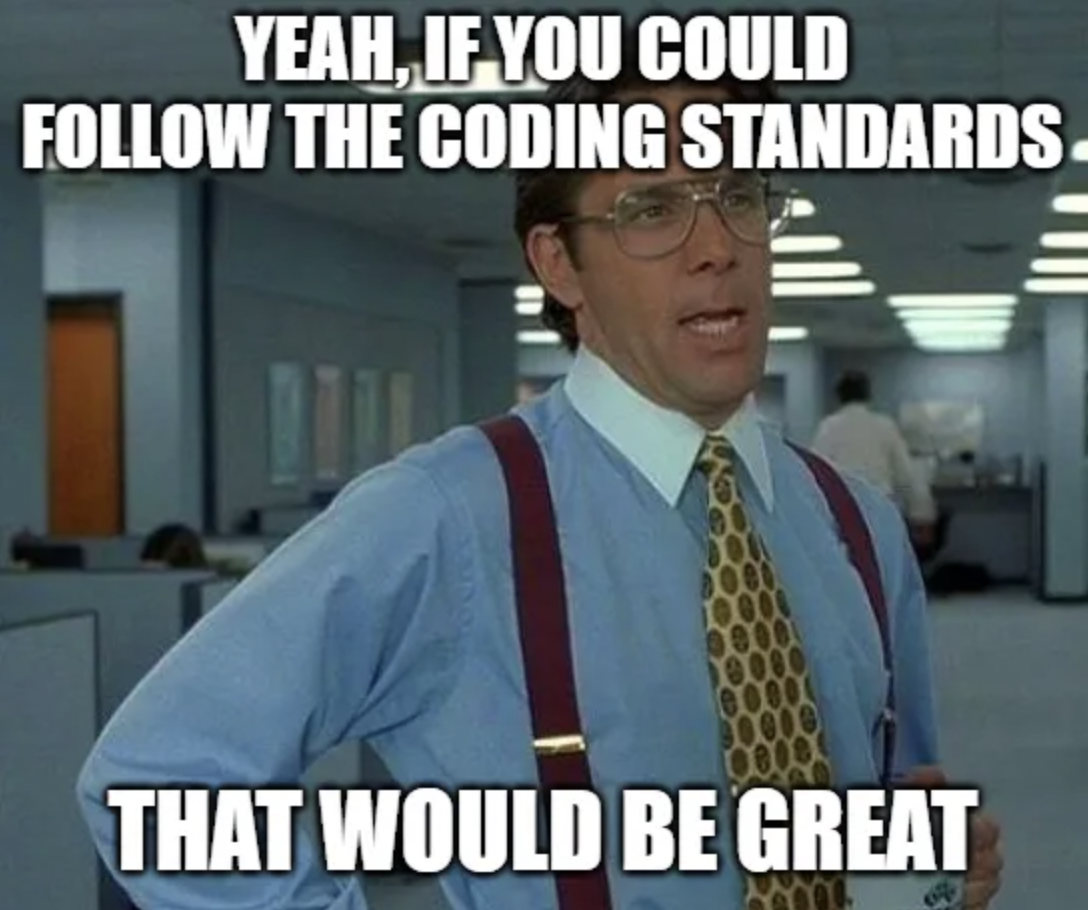 YEAH, IF YOU COULD
FOLLOW THE CODING STANDARDS
THAT WOULD BE GREAT